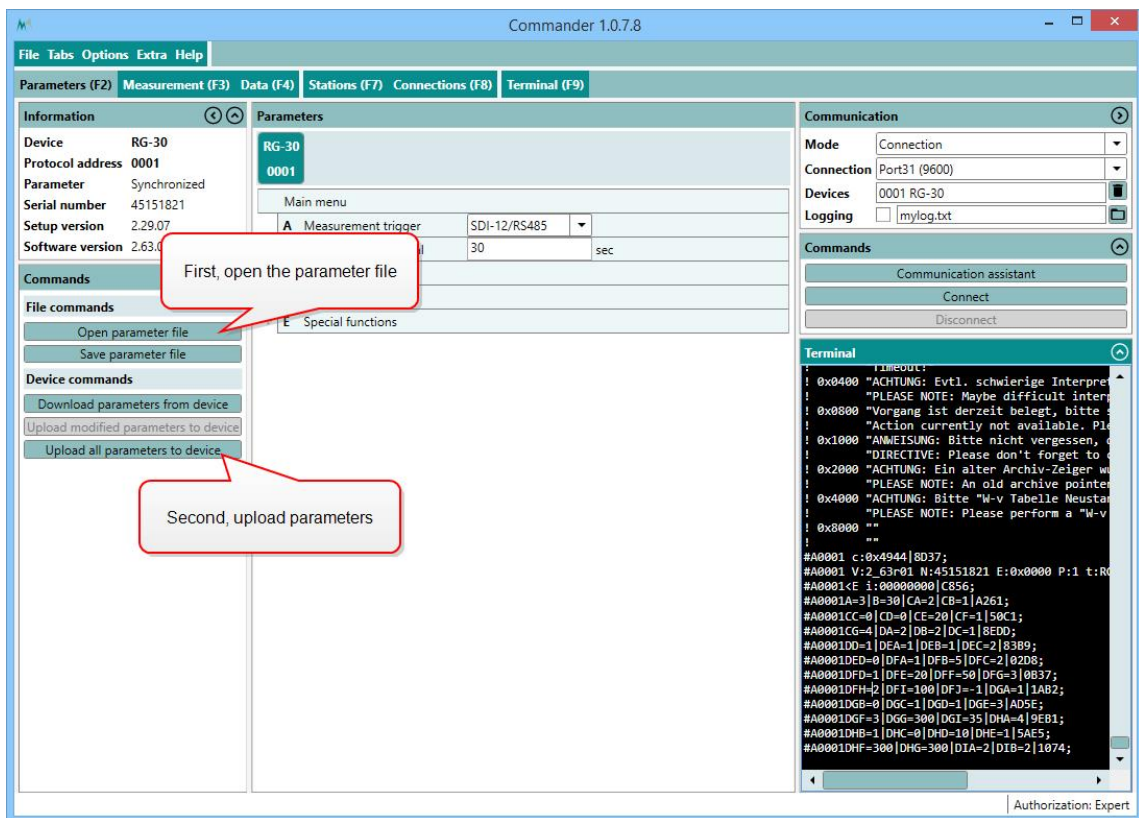 Commander 1.0.7.8
File Tabs Options Extra Help
Parameters (F2) Measurement (F3) Data (F4) Stations (F7) Connections (F8) Terminal (F9)
Information
Device RG-30
Protocol address 0001
Parameter Synchronized
Serial number 45151821
Setup version 2.29.07
Software version 2.63.0
Commands
File commands
Open parameter file
Save parameter file
Device commands
Download parameters from device
Upload modified parameters to device
Upload all parameters to device
First, open the parameter file
Second, upload parameters
Parameters
RG-30
0001
Main menu
A Measurement trigger SDI-12/RS485
30 sec
E Special functions
Communication
Mode Connection
Connection Port31 (9600)
Devices 0001 RG-30
Logging mylog.txt
Commands
Communication assistant
Connect
Disconnect
Terminal
! Timeout!
! 0x0400 "ACHTUNG: Evtl. schwierige Interpret
! "PLEASE NOTE: Maybe difficult interp
! 0x0800 "Vorgang ist derzeit belegt, bitte s
! "Action currently not available. Ple
! 0x1000 "ANWEISUNG: Bitte nicht vergessen, d
! "DIRECTIVE: Please don't forget to c
! 0x2000 "ACHTUNG: Ein alter Archiv-Zeiger wu
! "PLEASE NOTE: An old archive pointer
! 0x4000 "ACHTUNG: Bitte "W-v Tabelle Neustar
! "PLEASE NOTE: Please perform a "W-v
! 0x8000 ""
! ""
#A0001 c:0x4944|8D37;
#A0001 V:2_63r01 N:45151821 E:0x0000 P:1 t:RG
#A0001<E i:00000000|C856;
#A0001A=3|B=30|CA=2|CB=1|A261;
#A0001CC=0|CD=0|CE=20|CF=1|50C1;
#A0001CG=4|DA=2|DB=2|DC=1|8EDD;
#A0001DD=1|DEA=1|DEB=1|DEC=2|83B9;
#A0001DED=0|DFA=1|DFB=5|DFC=2|02D8;
#A0001DFD=1|DFE=20|DFF=50|DFG=3|0B37;
#A0001DFH=2|DFI=100|DFJ=-1|DGA=1|1AB2;
#A0001DGB=0|DGC=1|DGD=1|DGE=3|AD5E;
#A0001DGF=3|DGG=300|DGI=35|DHA=4|9EB1;
#A0001DHB=1|DHC=0|DHD=10|DHE=1|5AE5;
#A0001DHF=300|DHG=300|DIA=2|DIB=2|1074;
Authorization: Expert